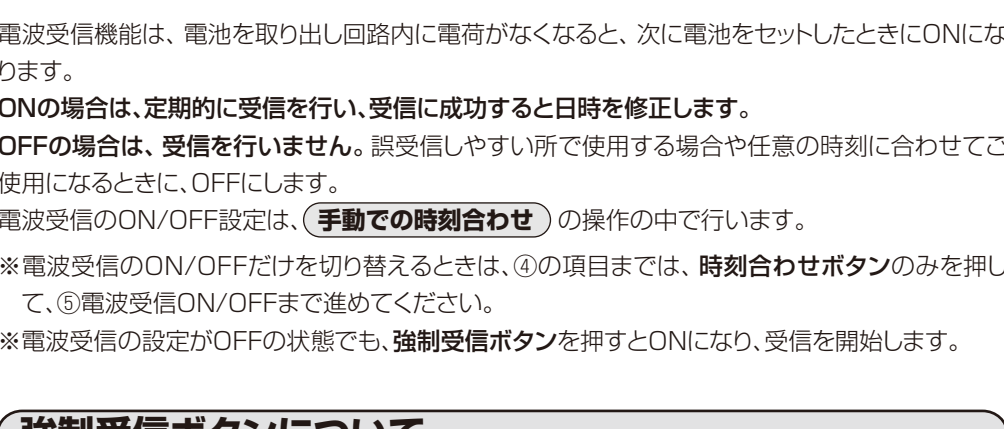 電波受信機能は、電池を取り出し回路内に電荷がなくなると、次に電池をセットしたときにONにな
ります。
ONの場合は、定期的に受信を行い、受信に成功すると日時を修正します。
OFFの場合は、受信を行いません。誤受信しやすい所で使用する場合や任意の時刻に合わせてご
使用になるときに、OFFにします。
電波受信のON/OFF設定は、手動での時刻合わせ の操作の中で行います。
※電波受信のON/OFFだけを切り替えるときは、④の項目までは、時刻合わせボタンのみを押し
て、⑤電波受信ON/OFFまで進めてください。
※電波受信の設定がOFFの状態でも、強制受信ボタンを押すとONになり、受信を開始します。
強制受信ボタンについて